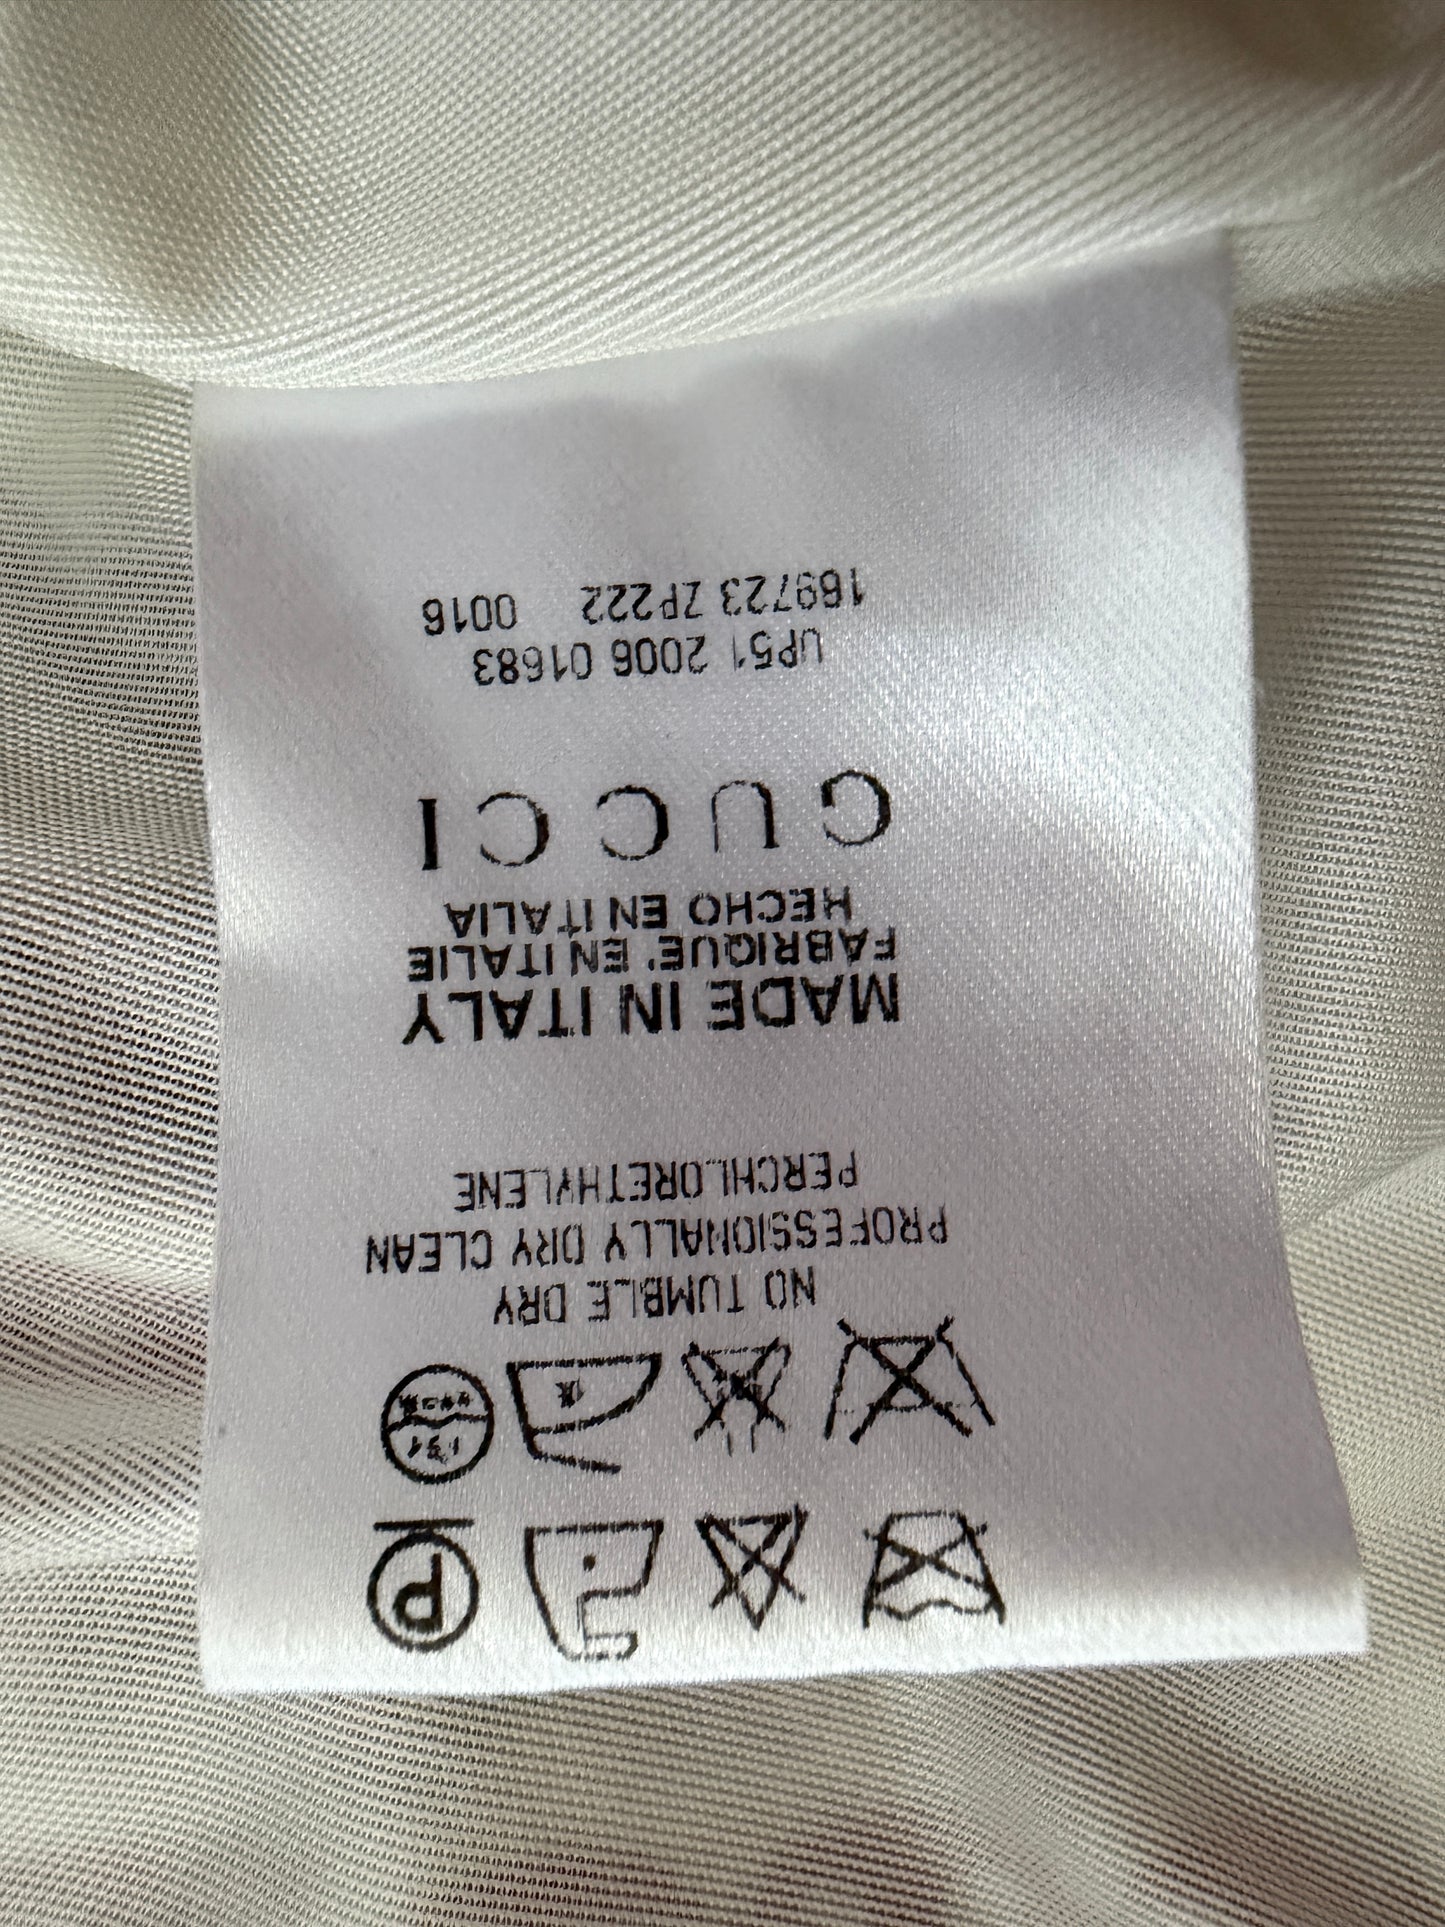 P
NO TUMBLE DRY
PROFESSIONALLY DRY CLEAN
PERCHLORETHYLENE
MADE IN ITALY
FABRIQUE' EN ITALIE
HECHO EN ITALIA
GUCCI
UP51 2006 01683
169723 ZP222 0016